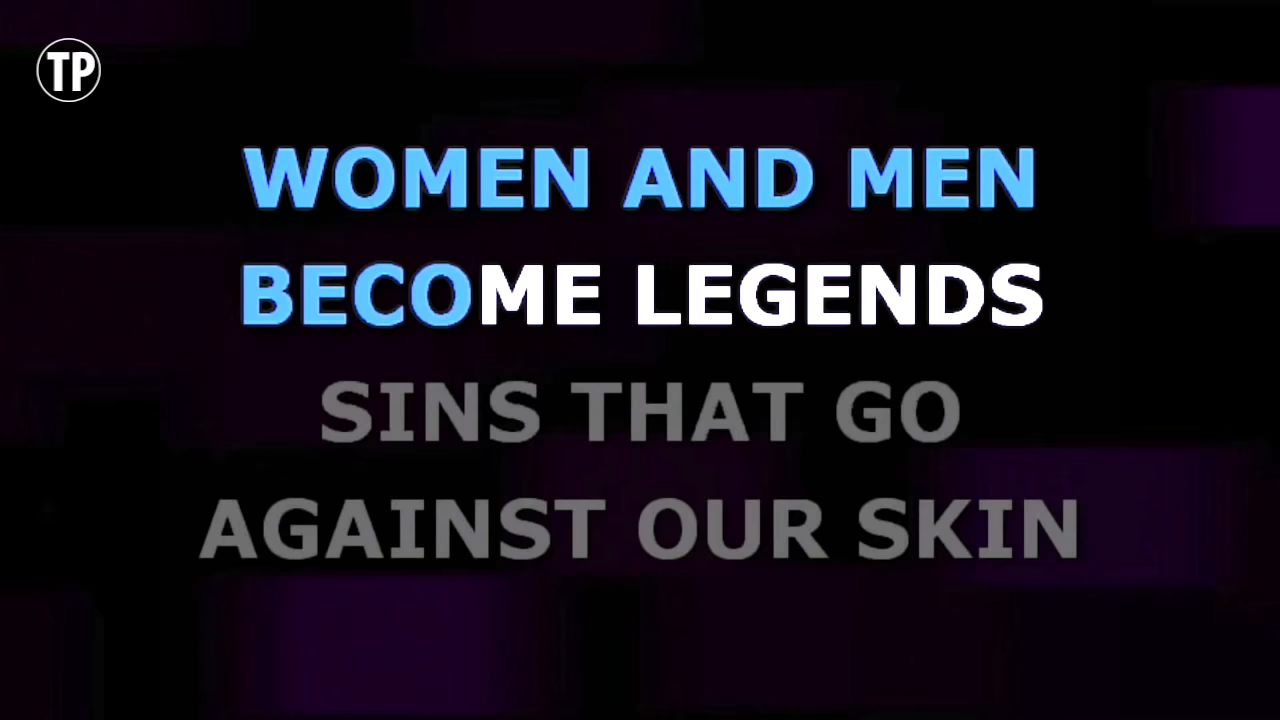 TP
WOMEN AND MEN
BECOME LEGENDS
SINS THAT GO
AGAINST OUR SKIN